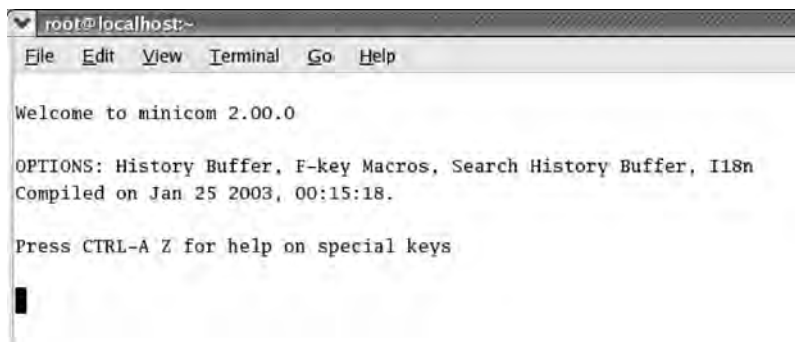 root@localhost:~
File Edit View Terminal Go Help
Welcome to minicom 2.00.0
OPTIONS: History Buffer, F-key Macros, Search History Buffer, I18n
Compiled on Jan 25 2003, 00:15:18.
Press CTRL-A Z for help on special keys